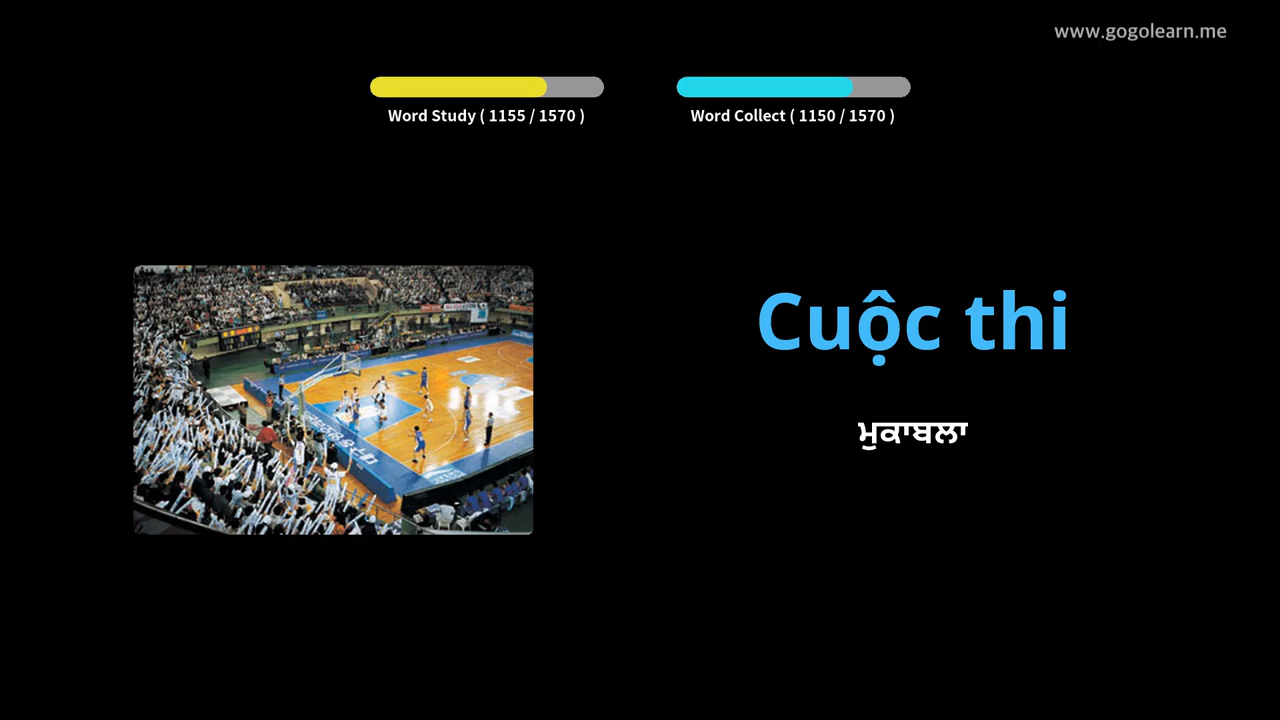 www.gogolearn.me
Word Study ( 1155 / 1570 )
Word Collect ( 1150 / 1570 )
Cuộc thi
ਮੁਕਾਬਲਾ